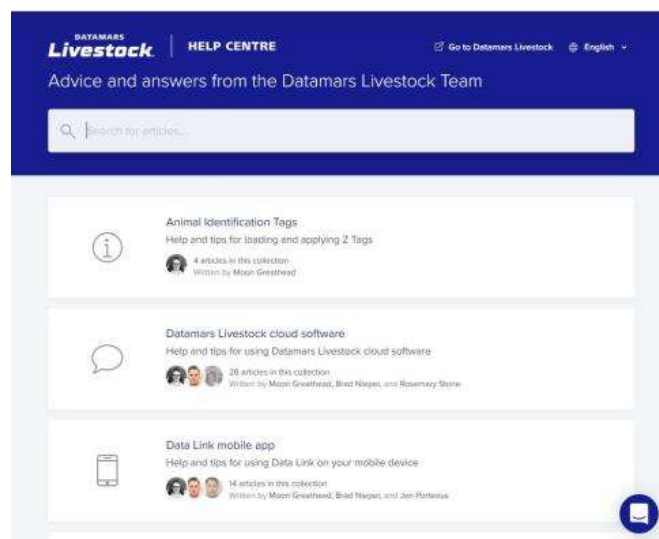 DATAMARS
Livestock. HELP CENTRE
Go to Datamars Livestock English
Advice and answers from the Datamars Livestock Team
Search for articles...
Animal Identification Tags
Help and tips for loading and applying Z Tags
4 articles in this collection
Written by Moon Greathead
Datamars Livestock cloud software
Help and tips for using Datamars Livestock cloud software
28 articles in this collection
Written by Moon Greathead, Brad Nieper, and Rosemary Stone
Data Link mobile app
Help and tips for using Data Link on your mobile device
14 articles in this collection
Written by Moon Greathead, Brad Nieper, and Jon Porteous